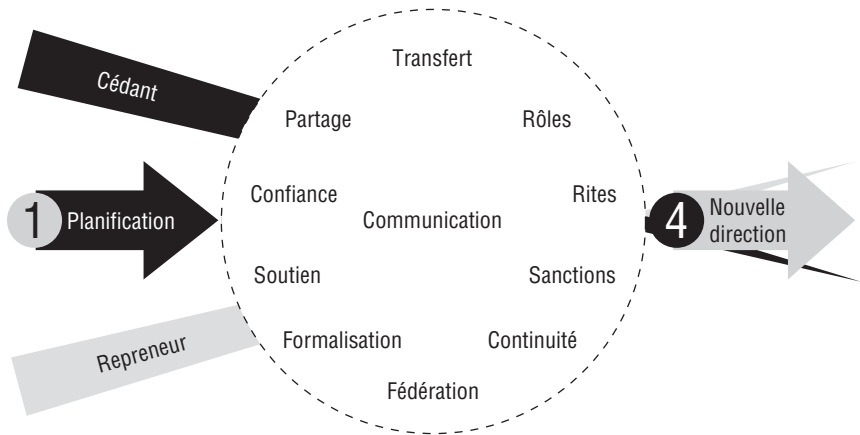 Transfert
Cédant
Partage
Rôles
Confiance
Rites
1 Planification
Communication
4 Nouvelle
direction
Soutien
Sanctions
Formalisation
Continuité
Repreneur
Fédération